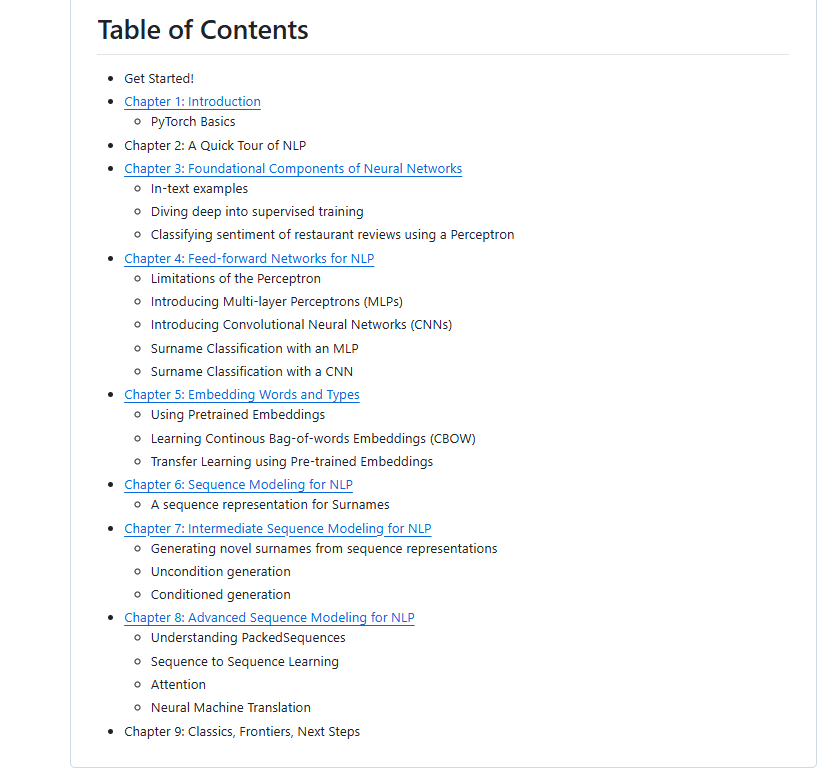 Table of Contents
Get Started!
Chapter 1: Introduction
PyTorch Basics
Chapter 2: A Quick Tour of NLP
Chapter 3: Foundational Components of Neural Networks
In-text examples
Diving deep into supervised training
Classifying sentiment of restaurant reviews using a Perceptron
Chapter 4: Feed-forward Networks for NLP
Limitations of the Perceptron
Introducing Multi-layer Perceptrons (MLPs)
Introducing Convolutional Neural Networks (CNNs)
Surname Classification with an MLP
Surname Classification with a CNN
Chapter 5: Embedding Words and Types
Using Pretrained Embeddings
Learning Continous Bag-of-words Embeddings (CBOW)
Transfer Learning using Pre-trained Embeddings
Chapter 6: Sequence Modeling for NLP
A sequence representation for Surnames
Chapter 7: Intermediate Sequence Modeling for NLP
Generating novel surnames from sequence representations
Uncondition generation
Conditioned generation
Chapter 8: Advanced Sequence Modeling for NLP
Understanding PackedSequences
Sequence to Sequence Learning
Attention
Neural Machine Translation
Chapter 9: Classics, Frontiers, Next Steps